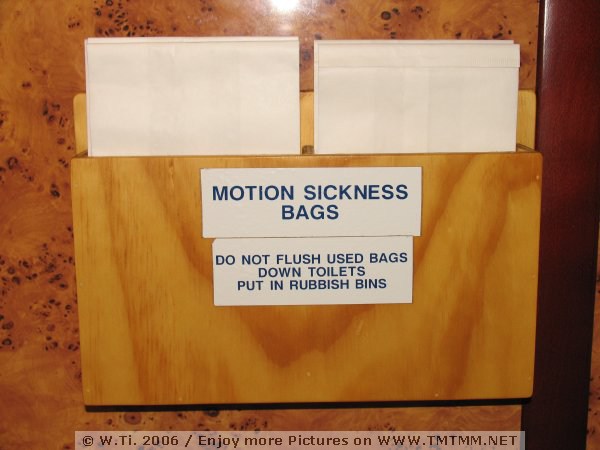 MOTION SICKNESS
BAGS
DO NOT FLUSH USED BAGS
DOWN TOILETS
PUT IN RUBBISH BINS
© W.Ti. 2006 / Enjoy more Pictures on WWW.TMTMM.NET